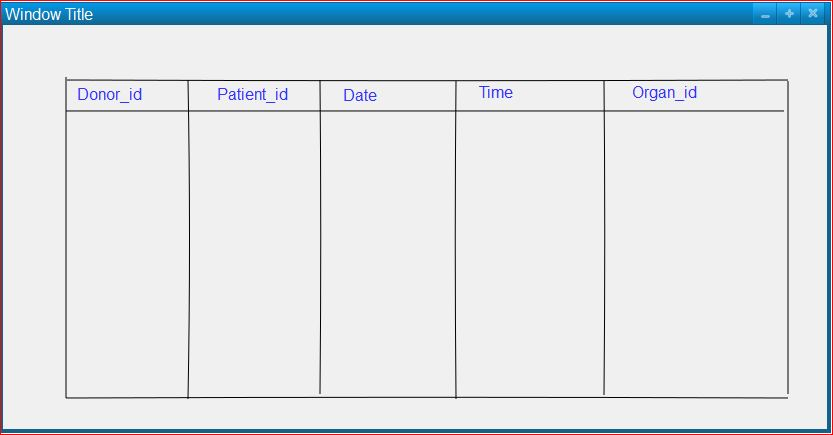 Window Title
Donor_id Patient_id Date Time Organ_id